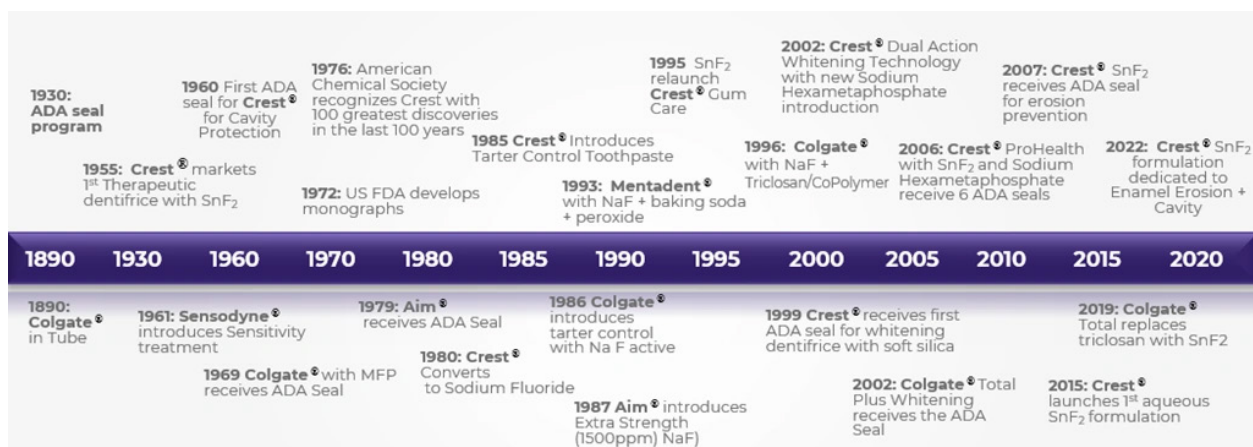 1930:
ADA seal
program
1955: Crest® markets
1st Therapeutic
dentifrice with SnF₂
1960 First ADA
seal for Crest®
for Cavity
Protection
1976: American
Chemical Society
recognizes Crest with
100 greatest discoveries
in the last 100 years
1972: US FDA develops
monographs
1985 Crest® Introduces
Tarter Control Toothpaste
1993: Mentadent®
with NaF + baking soda
+ peroxide
1995 SnF₂
relaunch
Crest® Gum
Care
1996: Colgate®
with NaF +
Triclosan/CoPolymer
2002: Crest® Dual Action
Whitening Technology
with new Sodium
Hexametaphosphate
introduction
2006: Crest® ProHealth
with SnF₂ and Sodium
Hexametaphosphate
receive 6 ADA seals
2007: Crest® SnF₂
receives ADA seal
for erosion
prevention
2022: Crest® SnF₂
formulation
dedicated to
Enamel Erosion +
Cavity
1890 1930 1960 1970 1980 1985 1990 1995 2000 2005 2010 2015 2020
1890:
Colgate®
in Tube
1961: Sensodyne®
introduces Sensitivity
treatment
1969 Colgate® with MFP
receives ADA Seal
1979: Aim®
receives ADA Seal
1980: Crest®
Converts
to Sodium Fluoride
1986 Colgate®
introduces
tarter control
with Na F active
1987 Aim® introduces
Extra Strength
(1500ppm) NaF)
1999 Crest® receives first
ADA seal for whitening
dentifrice with soft silica
2002: Colgate® Total
Plus Whitening
receives the ADA
Seal
2019: Colgate®
Total replaces
triclosan with SnF2
2015: Crest®
launches 1st aqueous
SnF₂ formulation